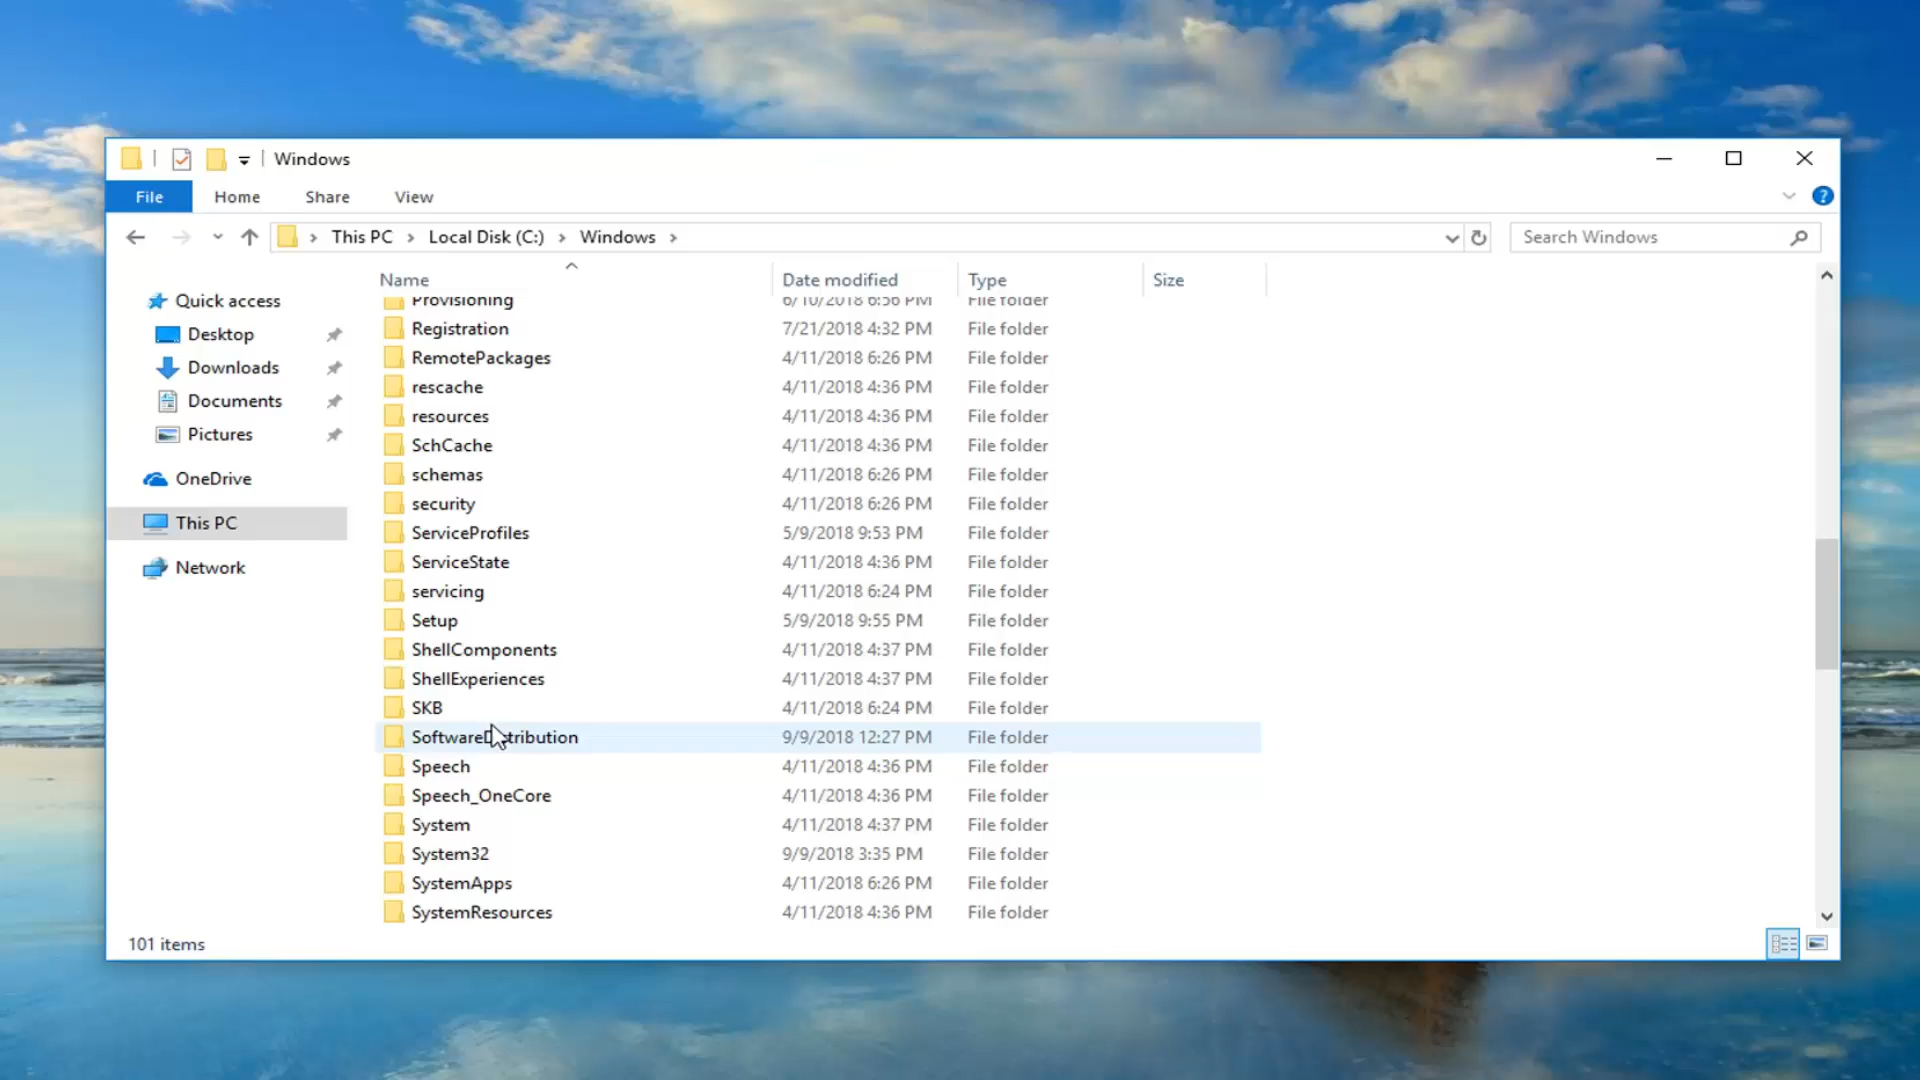 Windows
File Home Share View
This PC Local Disk (C:) Windows Search Windows
Name Date modified Type Size
Quick access
Desktop
Downloads
Documents
Pictures
OneDrive
This PC
Network
Provisioning 6/10/2018 6:56 PM File folder
Registration 7/21/2018 4:32 PM File folder
RemotePackages 4/11/2018 6:26 PM File folder
rescache 4/11/2018 4:36 PM File folder
resources 4/11/2018 4:36 PM File folder
SchCache 4/11/2018 4:36 PM File folder
schemas 4/11/2018 6:26 PM File folder
security 4/11/2018 6:26 PM File folder
ServiceProfiles 5/9/2018 9:53 PM File folder
ServiceState 4/11/2018 4:36 PM File folder
servicing 4/11/2018 6:24 PM File folder
Setup 5/9/2018 9:55 PM File folder
ShellComponents 4/11/2018 4:37 PM File folder
ShellExperiences 4/11/2018 4:37 PM File folder
SKB 4/11/2018 6:24 PM File folder
SoftwareDistribution 9/9/2018 12:27 PM File folder
Speech 4/11/2018 4:36 PM File folder
Speech_OneCore 4/11/2018 4:36 PM File folder
System 4/11/2018 4:37 PM File folder
System32 9/9/2018 3:35 PM File folder
SystemApps 4/11/2018 6:26 PM File folder
SystemResources 4/11/2018 4:36 PM File folder
101 items